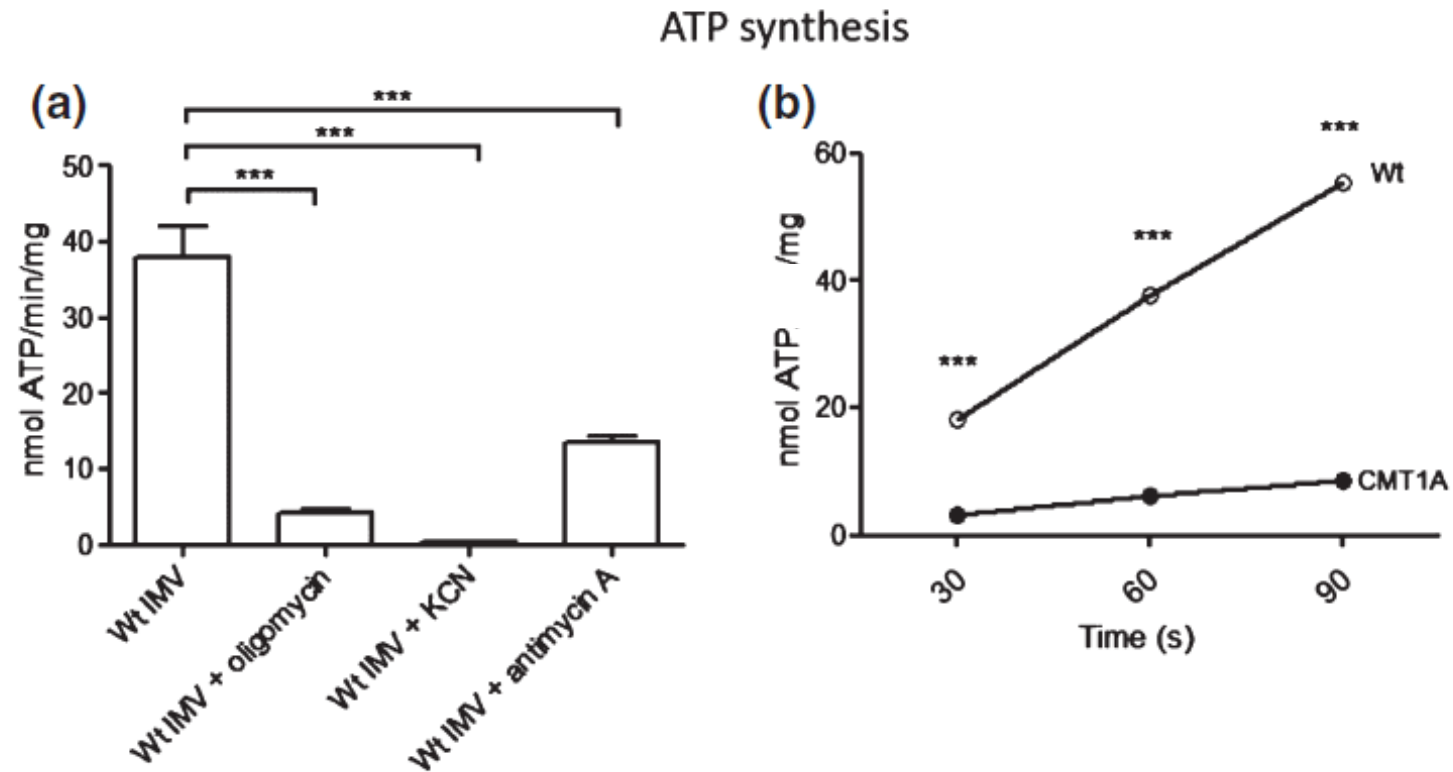 ATP synthesis
(a)
***
***
***
nmol ATP/min/mg
50
40
30
20
10
0
Wt IMV
Wt IMV + oligomycin
Wt IMV + KCN
Wt IMV + antimycin A
(b)
***
***
***
nmol ATP /mg
60
40
20
0
Wt
CMT1A
30
60
90
Time (s)